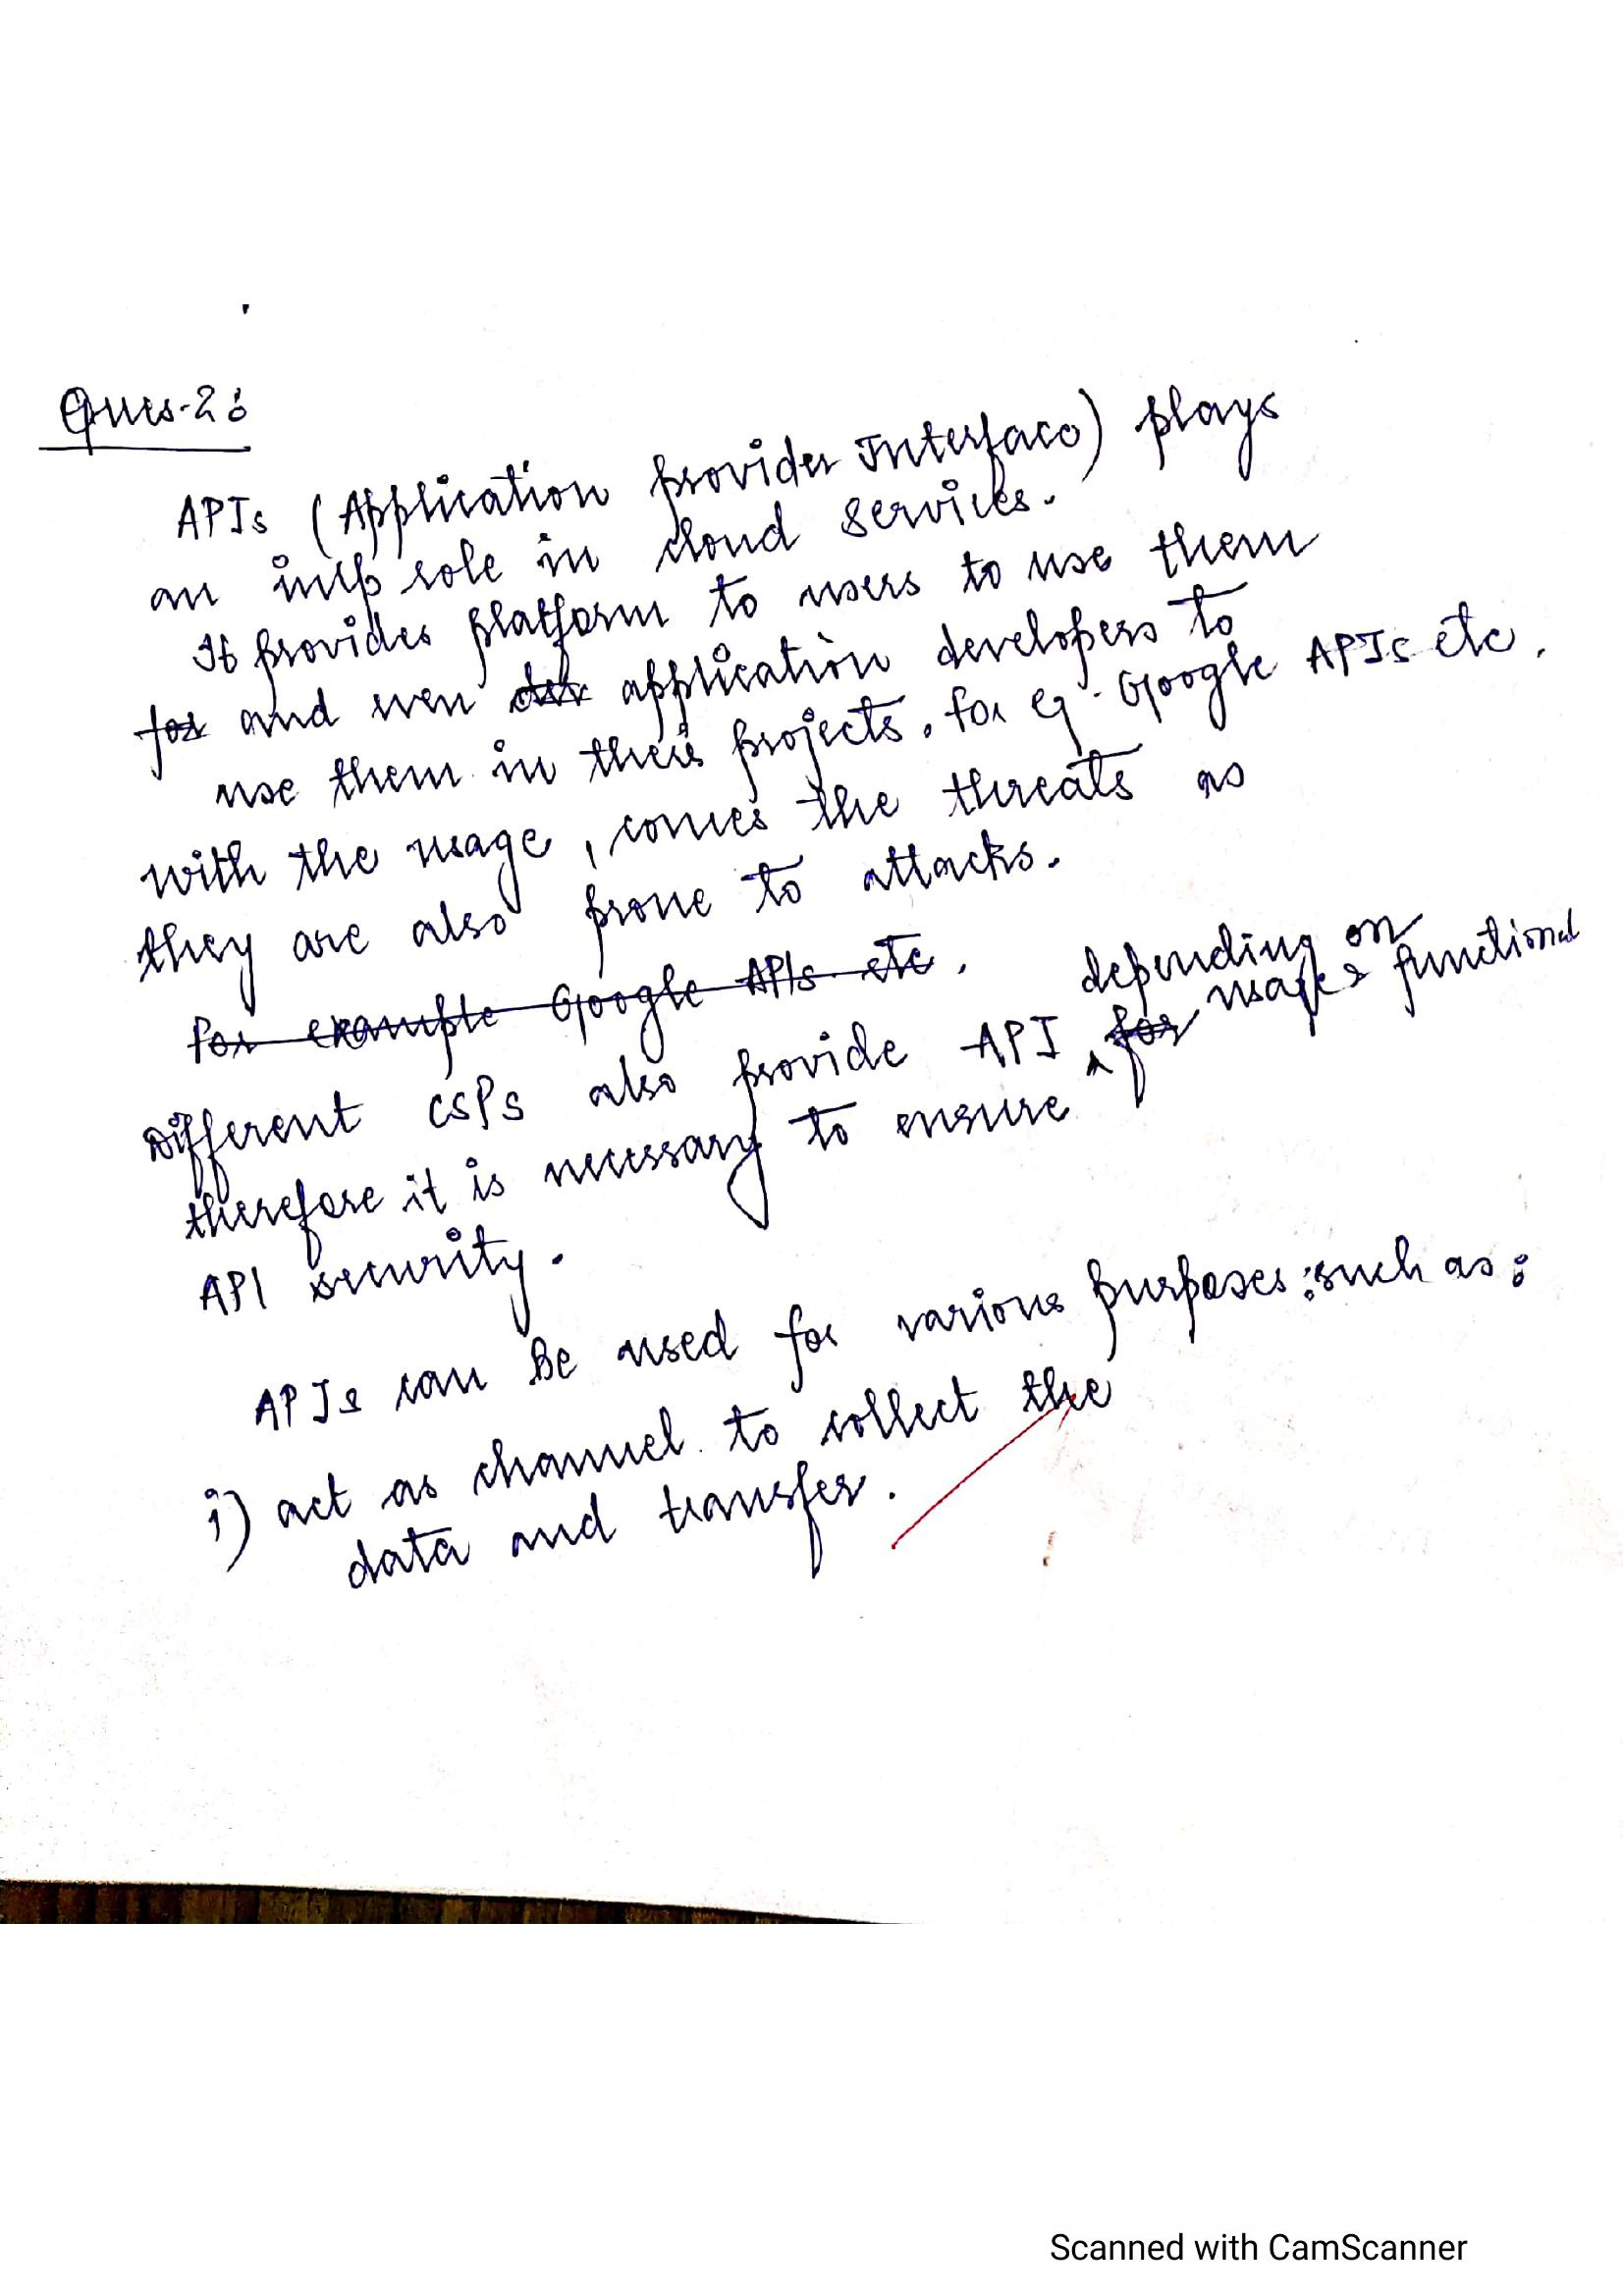 Ques-2:
APIs (Application provider Interface) plays
an imp role in cloud services.
It provides platform to users to use them
for and even application developers to
use them in their projects. for eg. Google APIs etc.
with the usage, comes the threats as
they are also prone to attacks.
For example Google APIs etc.
depending on
Different CSPs also provide API for usage & functional
therefore it is necessary to ensure
API security.
APIs can be used for various purposes: such as:
i) act as channel to collect the
data and transfer.
Scanned with CamScanner